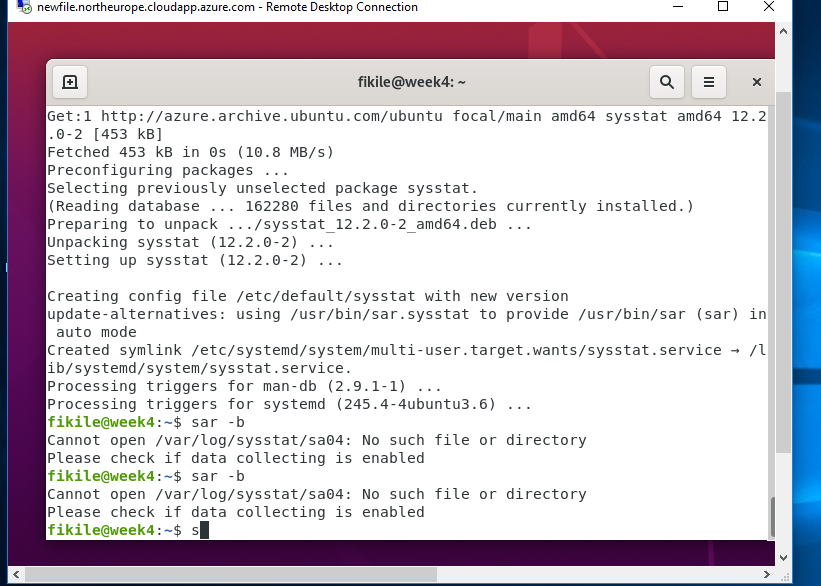 newfile.northeurope.cloudapp.azure.com - Remote Desktop Connection
fikile@week4: ~
Get:1 http://azure.archive.ubuntu.com/ubuntu focal/main amd64 sysstat amd64 12.2
.0-2 [453 kB]
Fetched 453 kB in 0s (10.8 MB/s)
Preconfiguring packages ...
Selecting previously unselected package sysstat.
(Reading database ... 162280 files and directories currently installed.)
Preparing to unpack .../sysstat_12.2.0-2_amd64.deb ...
Unpacking sysstat (12.2.0-2) ...
Setting up sysstat (12.2.0-2) ...
Creating config file /etc/default/sysstat with new version
update-alternatives: using /usr/bin/sar.sysstat to provide /usr/bin/sar (sar) in
 auto mode
Created symlink /etc/systemd/system/multi-user.target.wants/sysstat.service → /l
ib/systemd/system/sysstat.service.
Processing triggers for man-db (2.9.1-1) ...
Processing triggers for systemd (245.4-4ubuntu3.6) ...
fikile@week4:~$ sar -b
Cannot open /var/log/sysstat/sa04: No such file or directory
Please check if data collecting is enabled
fikile@week4:~$ sar -b
Cannot open /var/log/sysstat/sa04: No such file or directory
Please check if data collecting is enabled
fikile@week4:~$ s